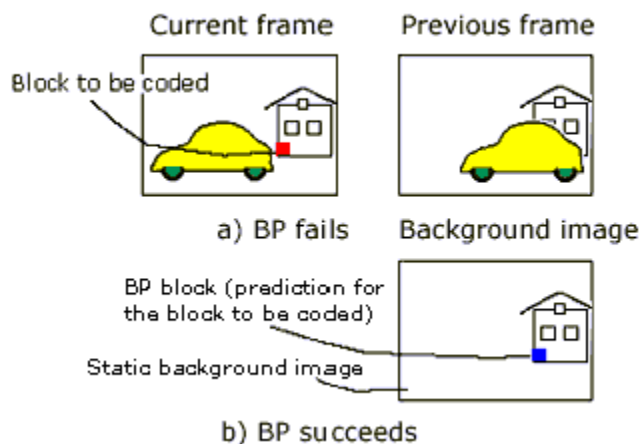 Current frame
Previous frame
Block to be coded
a) BP fails
Background image
BP block (prediction for
the block to be coded)
Static background image
b) BP succeeds